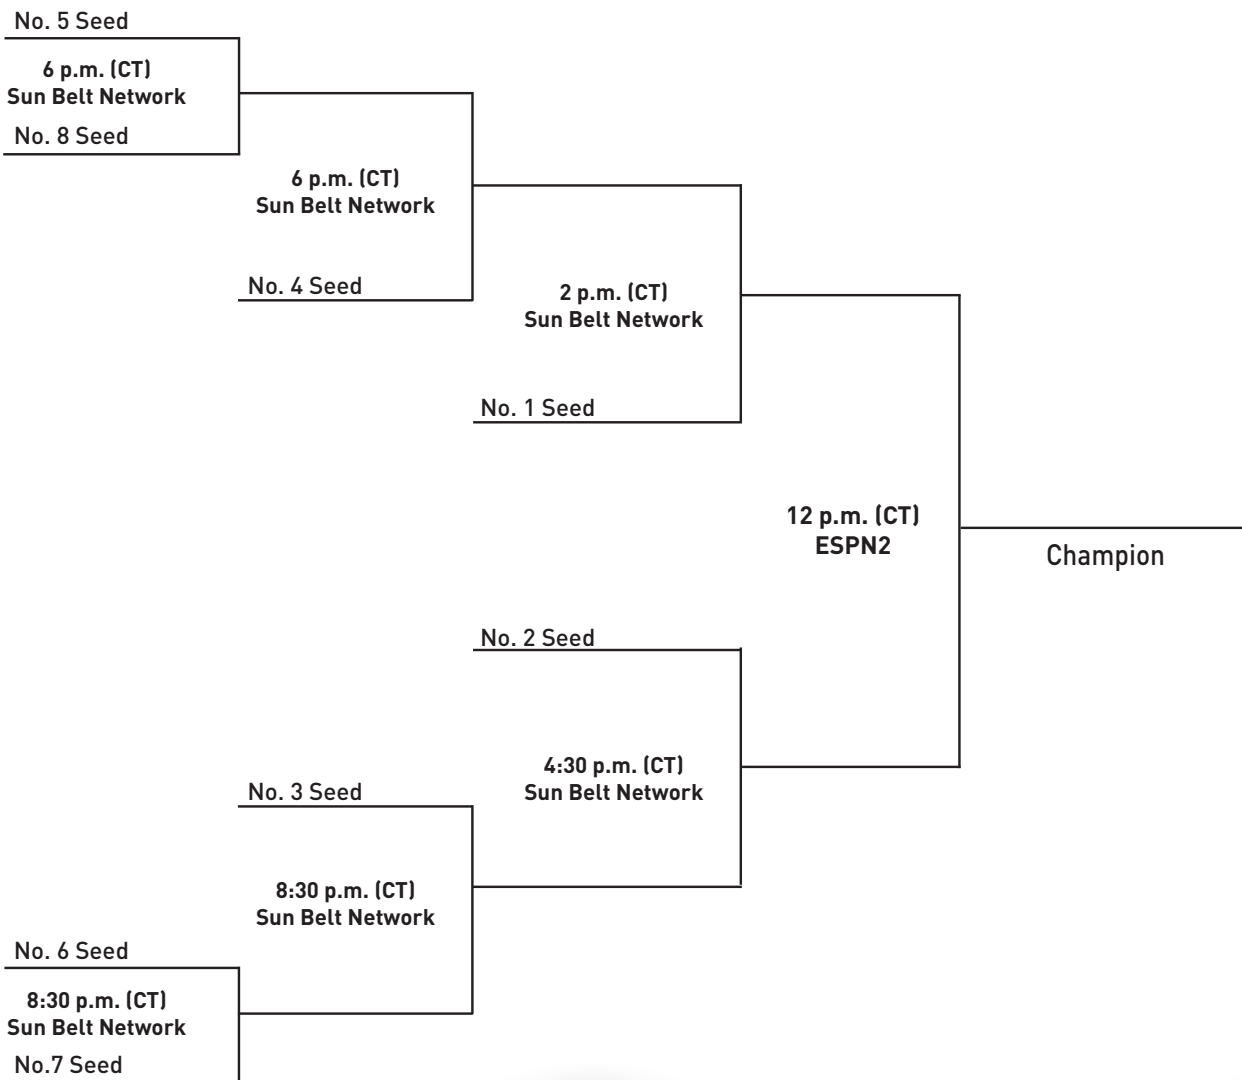 No. 5 Seed
6 p.m. (CT)
Sun Belt Network
No. 8 Seed
6 p.m. (CT)
Sun Belt Network
No. 4 Seed
2 p.m. (CT)
Sun Belt Network
No. 1 Seed
12 p.m. (CT)
ESPN2
Champion
No. 2 Seed
4:30 p.m. (CT)
Sun Belt Network
No. 3 Seed
8:30 p.m. (CT)
Sun Belt Network
No. 6 Seed
8:30 p.m. (CT)
Sun Belt Network
No.7 Seed